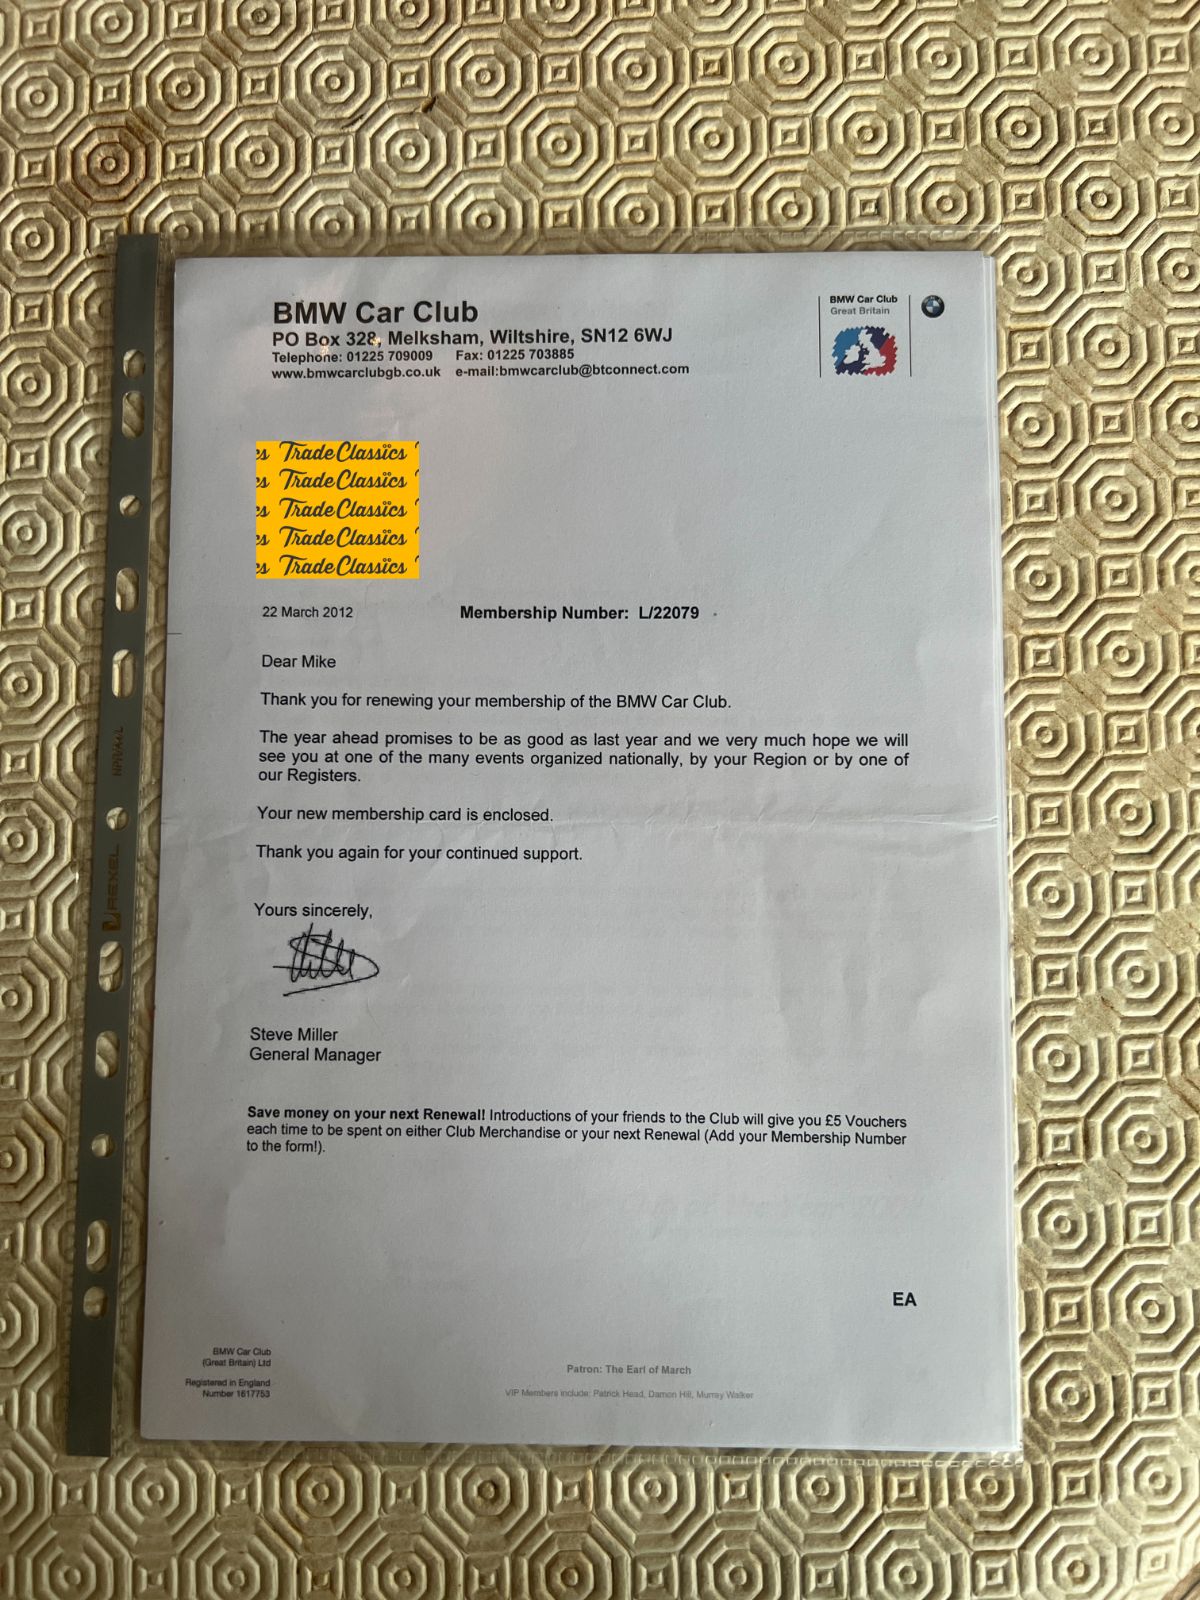 BMW Car Club
PO Box 328, Melksham, Wiltshire, SN12 6WJ
Telephone: 01225 709009 Fax: 01225 703885
www.bmwcarclubgb.co.uk e-mail:bmwcarclub@btconnect.com
BMW Car Club
Great Britain
BMW
cs Trade Classics
cs Trade Classics
cs Trade Classics
cs Trade Classics
cs Trade Classics
22 March 2012 Membership Number: L/22079
Dear Mike
Thank you for renewing your membership of the BMW Car Club.
The year ahead promises to be as good as last year and we very much hope we will
see you at one of the many events organized nationally, by your Region or by one of
our Registers.
Your new membership card is enclosed.
Thank you again for your continued support.
Yours sincerely,
Steve Miller
General Manager
Save money on your next Renewal! Introductions of your friends to the Club will give you £5 Vouchers
each time to be spent on either Club Merchandise or your next Renewal (Add your Membership Number
to the form!).
EA
BMW Car Club
(Great Britain) Ltd
Registered in England
Number 1617753
Patron: The Earl of March
VIP Members include: Patrick Head, Damon Hill, Murray Walker
REXEL